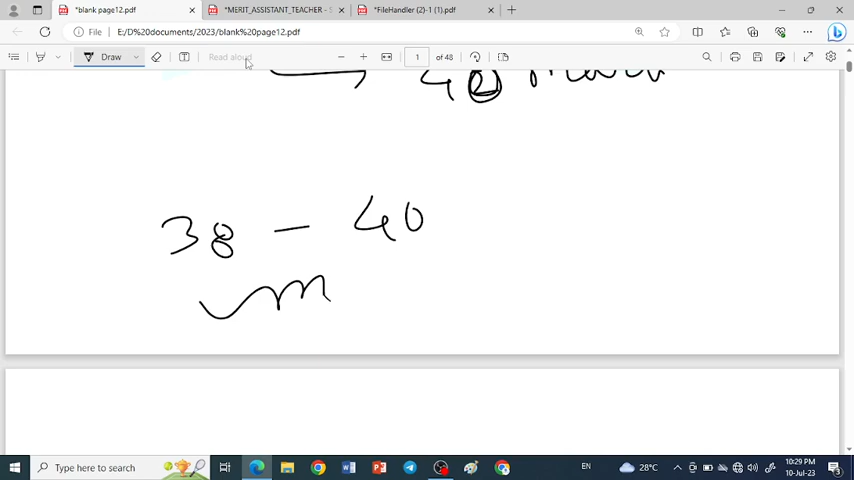 *blank page12.pdf
*MERIT_ASSISTANT_TEACHER - S
*FileHandler (2)-1 (1).pdf
File
E:/D%20documents/2023/blank%20page12.pdf
Draw
Read aloud
1
of 48
38 - 40
Type here to search
EN
28°C
10:29 PM
10-Jul-23
3